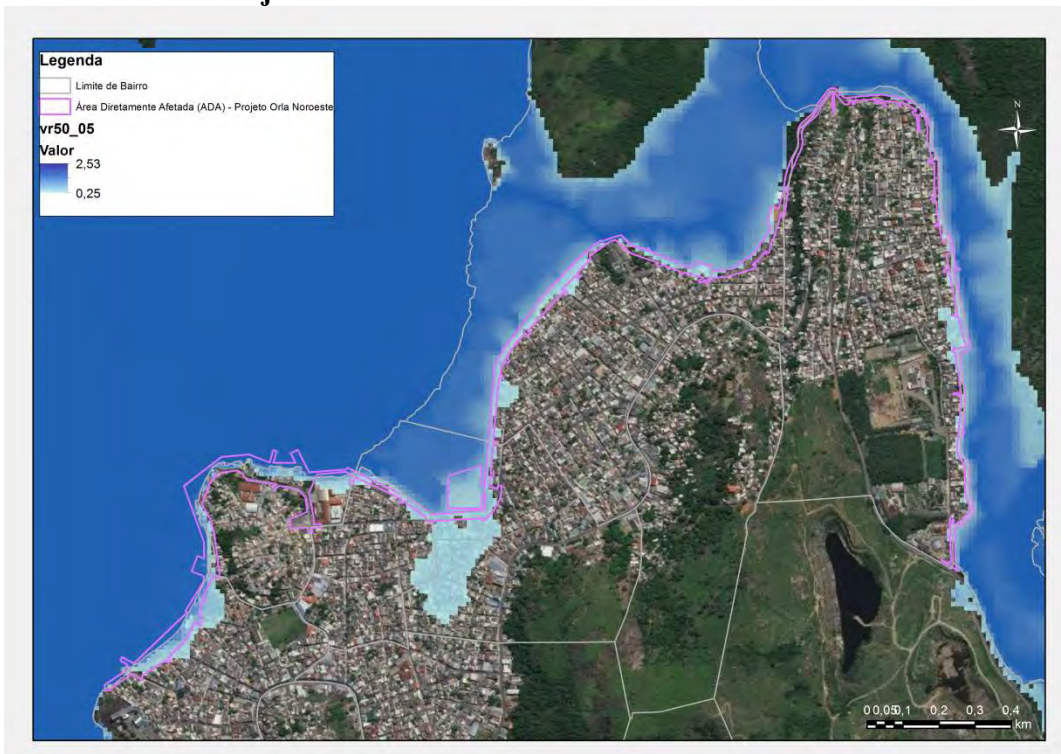 Legenda
Limite de Bairro
Área Diretamente Afetada (ADA) - Projeto Orla Noroeste
vr50_05
Valor
2,53
0,25
N
0 0,05 0,1 0,2 0,3 0,4
km